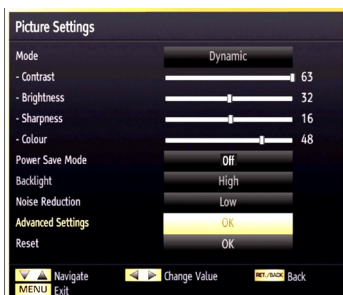 Picture Settings
Mode Dynamic
- Contrast 63
- Brightness 32
- Sharpness 16
- Colour 48
Power Save Mode Off
Backlight High
Noise Reduction Low
Advanced Settings OK
Reset OK
Navigate Change Value RET./BACK Back
MENU Exit